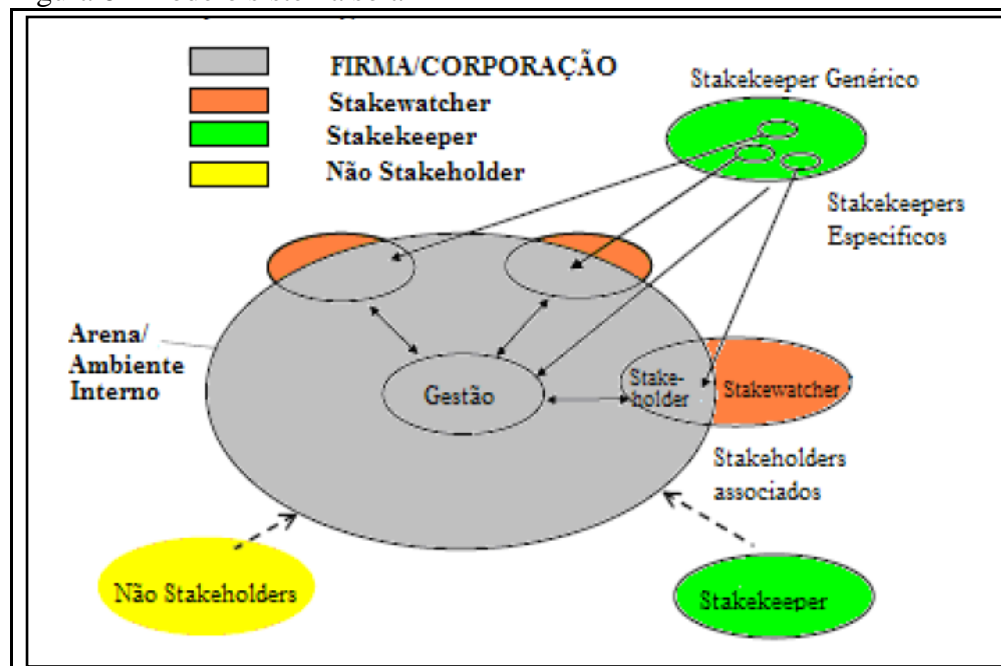 FIRMA/CORPORAÇÃO
Stakewatcher
Stakekeeper
Não Stakeholder
Stakekeeper Genérico
Stakekeepers
Específicos
Arena/
Ambiente
Interno
Gestão
Stake-
holder
Stakewatcher
Stakeholders
associados
Não Stakeholders
Stakekeeper